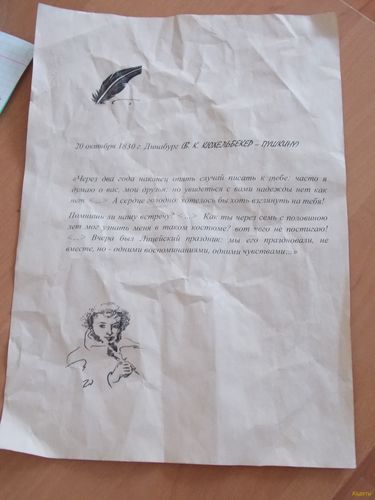 20 октября 1830 г. Динабург (В. К. КЮХЕЛЬБЕКЕР – ПУШКИНУ)
«Через два года наконец опять случай писать к тебе: часто я
думаю о вас, мои друзья; но увидеться с вами надежды нет как
нет <...> А сердце голодно: хотелось бы хоть взглянуть на тебя!
Помнишь ли нашу встречу? <...> Как ты через семь с половиною
лет мог узнать меня в таком костюме? вот чего не постигаю!
<...> Вчера был Лицейский праздник: мы его праздновали, не
вместе, но - одними воспоминаниями, одними чувствами...»